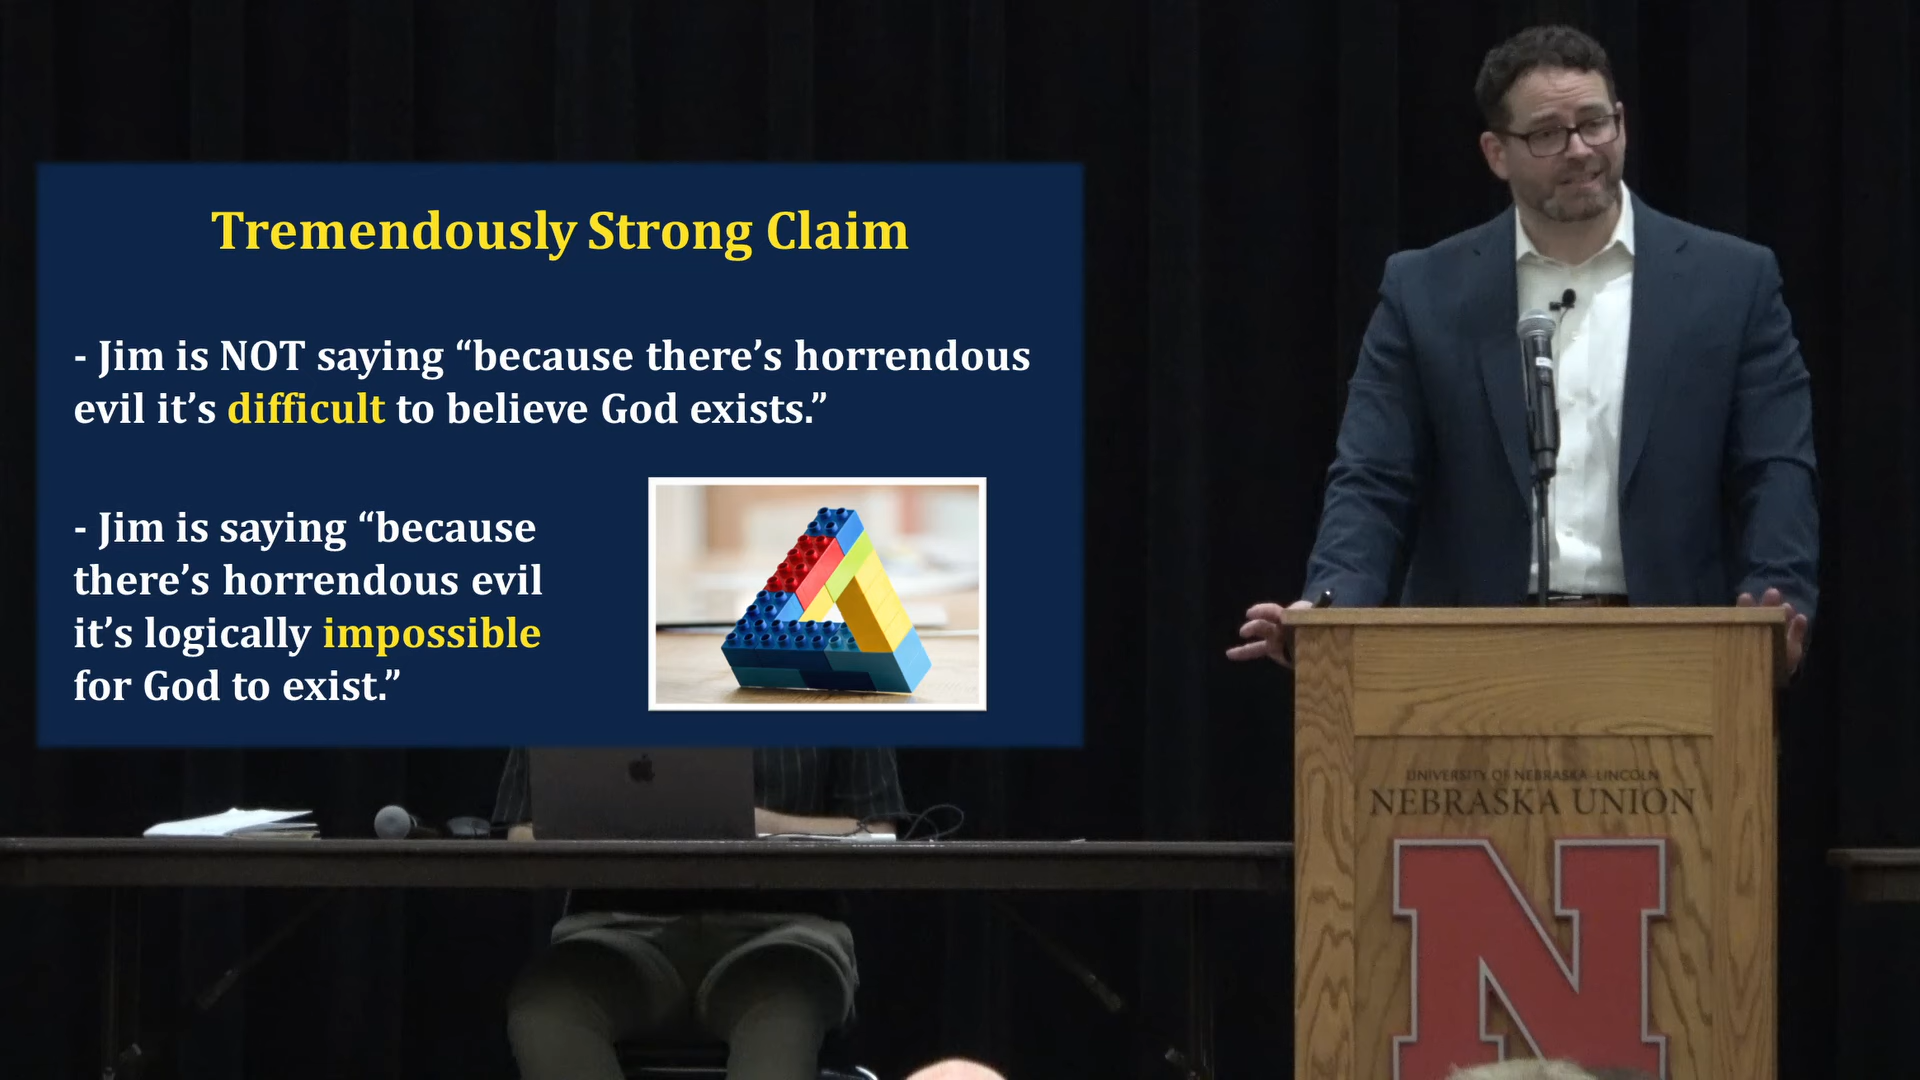 Tremendously Strong Claim
- Jim is NOT saying “because there’s horrendous
evil it’s difficult to believe God exists.”
- Jim is saying “because
there’s horrendous evil
it’s logically impossible
for God to exist.”
UNIVERSITY OF NEBRASKA–LINCOLN
NEBRASKA UNION
N